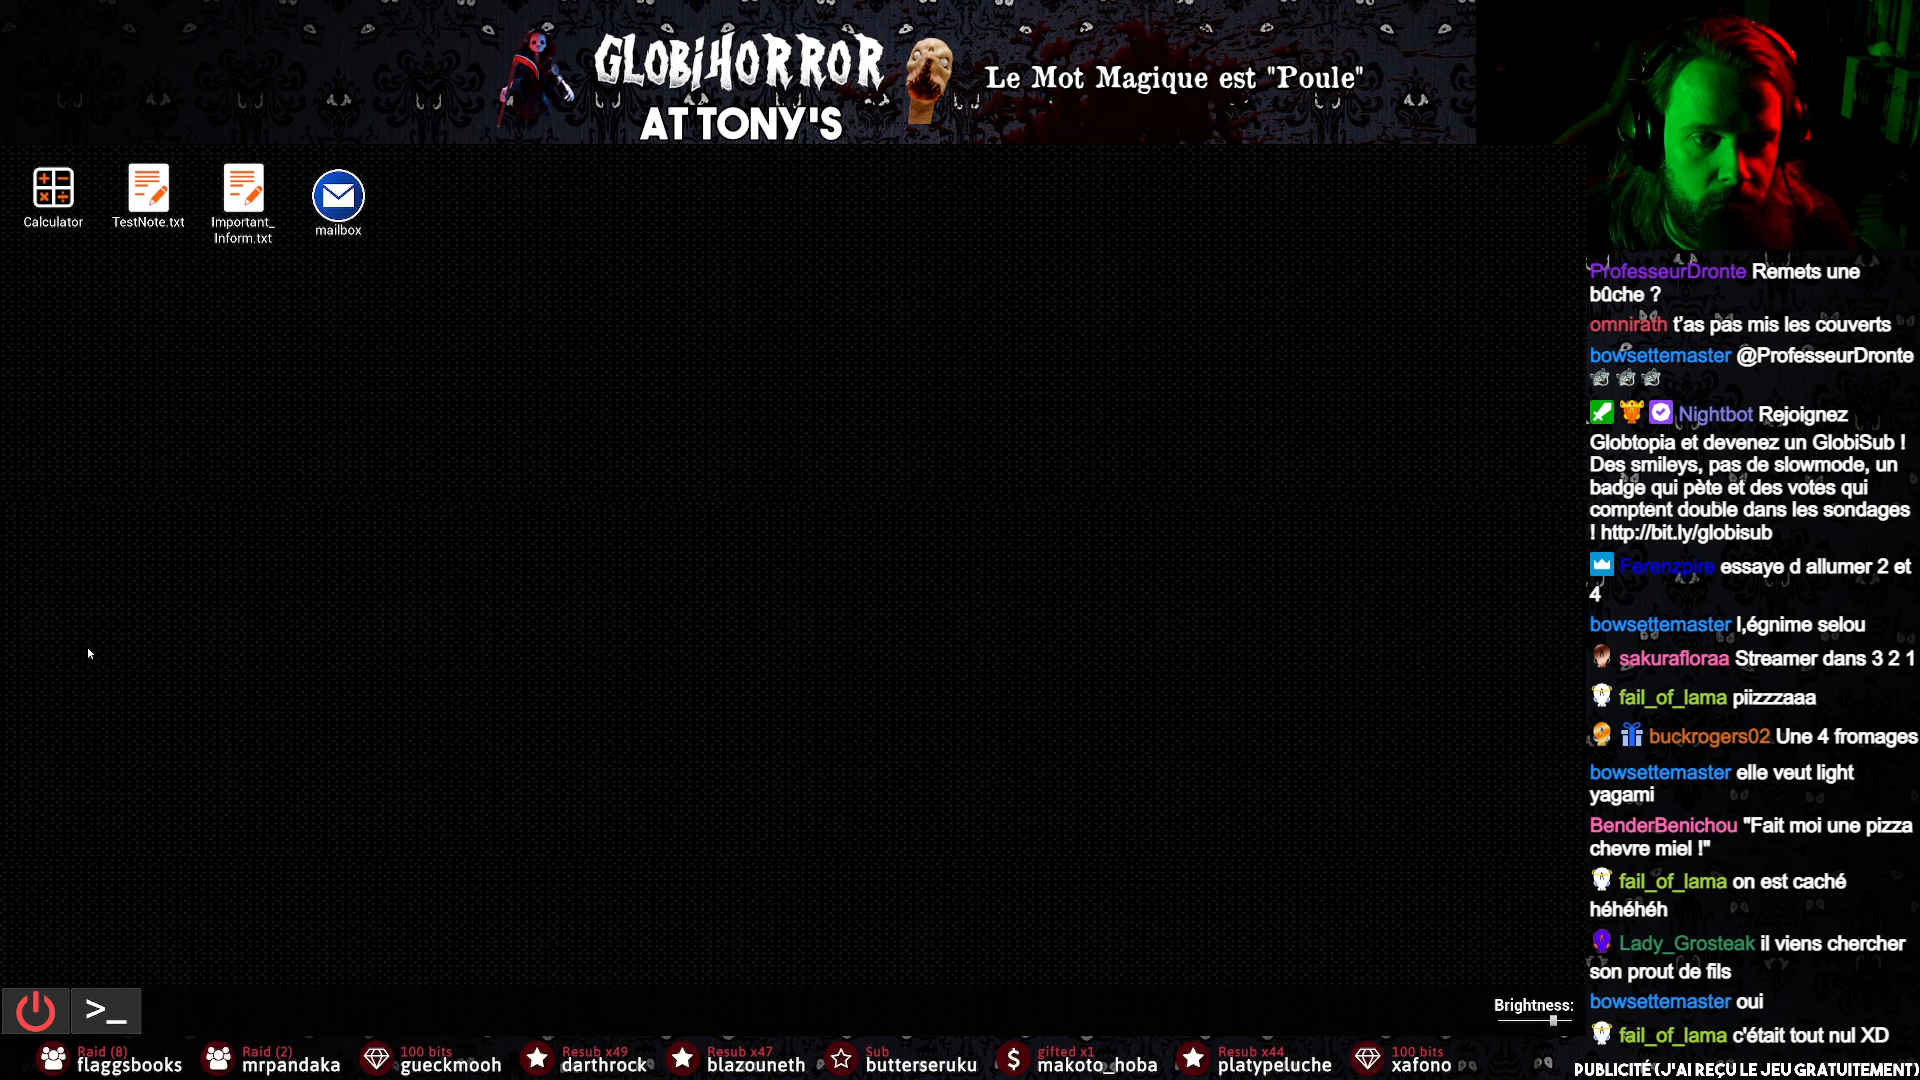 GLOBIHORROR
AT TONY'S
Le Mot Magique est "Poule"
Calculator
TestNote.txt
Important_
Inform.txt
mailbox
ProfesseurDronte Remets une
bûche ?
omnirath t'as pas mis les couverts
bowsettemaster @ProfesseurDronte
Nightbot Rejoignez
Globtopia et devenez un GlobiSub !
Des smileys, pas de slowmode, un
badge qui pète et des votes qui
comptent double dans les sondages
! http://bit.ly/globisub
Ferenzpire essaye d allumer 2 et
4
bowsettemaster l,égnime selou
sakurafloraa Streamer dans 3 2 1
fail_of_lama piizzzaaa
buckrogers02 Une 4 fromages
bowsettemaster elle veut light
yagami
BenderBenichou "Fait moi une pizza
chevre miel !"
fail_of_lama on est caché
héhéhéh
Lady_Grosteak il viens chercher
son prout de fils
bowsettemaster oui
fail_of_lama c'était tout nul XD
>_
Brightness:
Raid (8)
flaggsbooks
Raid (2)
mrpandaka
100 bits
gueckmooh
Resub x49
darthrock
Resub x47
blazouneth
Sub
butterseruku
gifted x1
makoto_hoba
Resub x44
platypeluche
100 bits
xafono
PUBLICITÉ (J'AI REÇU LE JEU GRATUITEMENT)